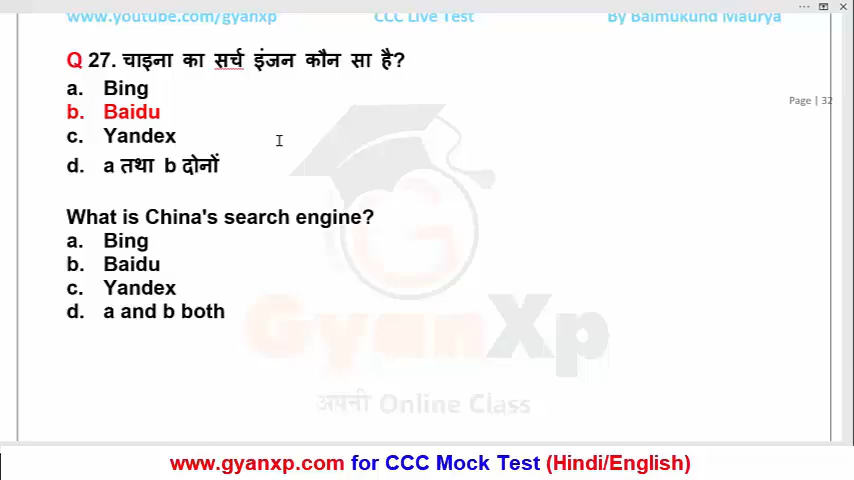 www.youtube.com/gyanxp CCC Live Test By Balmukund Maurya
Q 27. चाइना का सर्च इंजन कौन सा है?
a. Bing
Page | 32
b. Baidu
c. Yandex
d. a तथा b दोनों
What is China's search engine?
a. Bing
b. Baidu
c. Yandex
d. a and b both
GyanXp
अपनी Online Class
www.gyanxp.com for CCC Mock Test (Hindi/English)